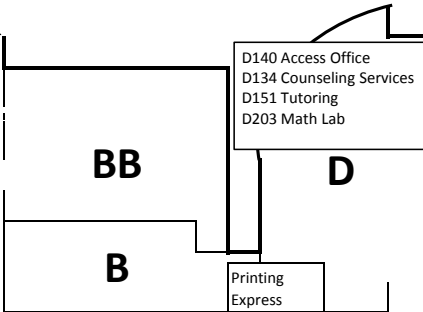 D140 Access Office
D134 Counseling Services
D151 Tutoring
D203 Math Lab
BB
D
B
Printing
Express